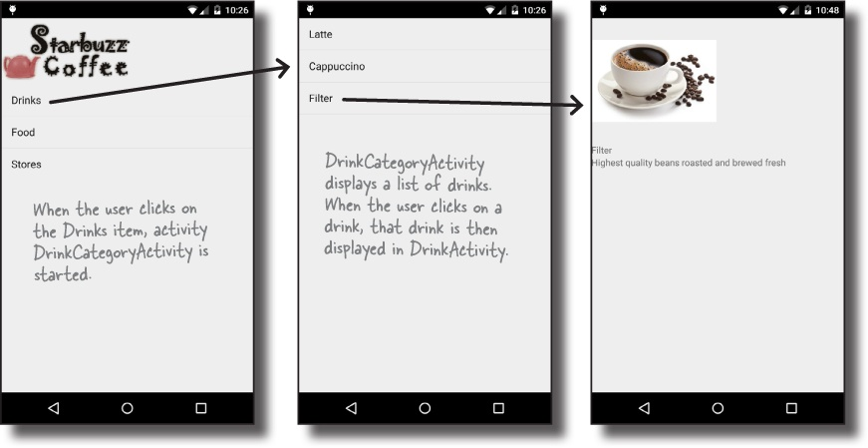 10:26
Starbuzz
Coffee
Drinks
Food
Stores
When the user clicks on
the Drinks item, activity
DrinkCategoryActivity is
started.
10:26
Latte
Cappuccino
Filter
DrinkCategoryActivity
displays a list of drinks.
When the user clicks on a
drink, that drink is then
displayed in DrinkActivity.
10:48
Filter
Highest quality beans roasted and brewed fresh